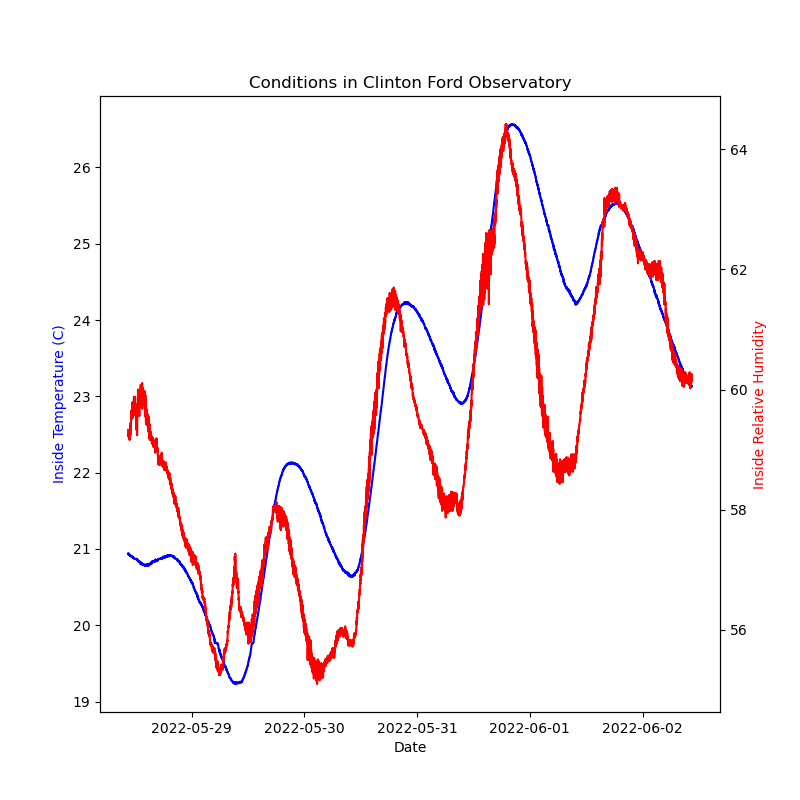 Conditions in Clinton Ford Observatory
Inside Temperature (C)
26
25
24
23
22
21
20
19
64
62
60
58
56
Inside Relative Humidity
2022-05-29 2022-05-30 2022-05-31 2022-06-01 2022-06-02
Date